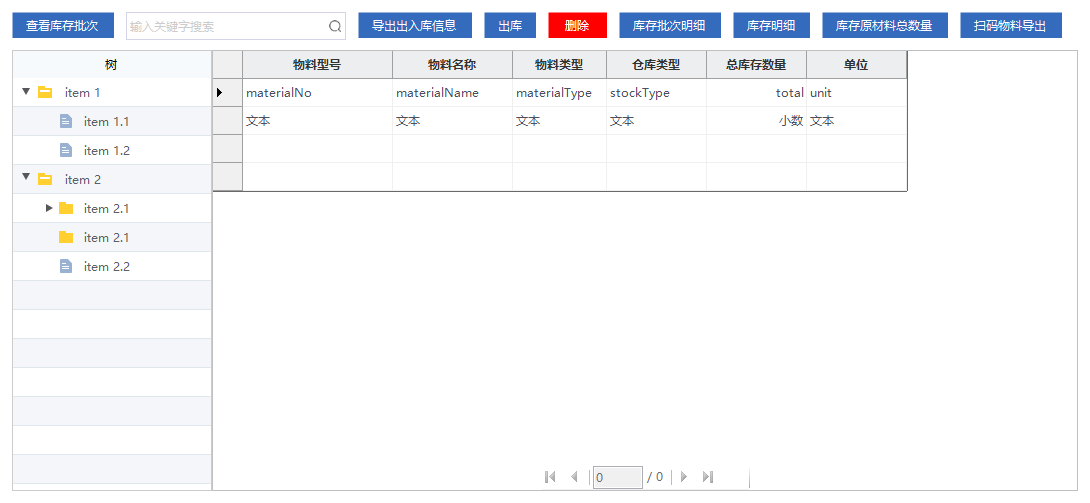 查看库存批次 输入关键字搜索 导出出入库信息 出库 删除 库存批次明细 库存明细 库存原材料总数量 扫码物料导出
树 物料型号 物料名称 物料类型 仓库类型 总库存数量 单位
item 1 materialNo materialName materialType stockType total unit
item 1.1 文本 文本 文本 文本 小数 文本
item 1.2
item 2
item 2.1
item 2.1
item 2.2
0 / 0